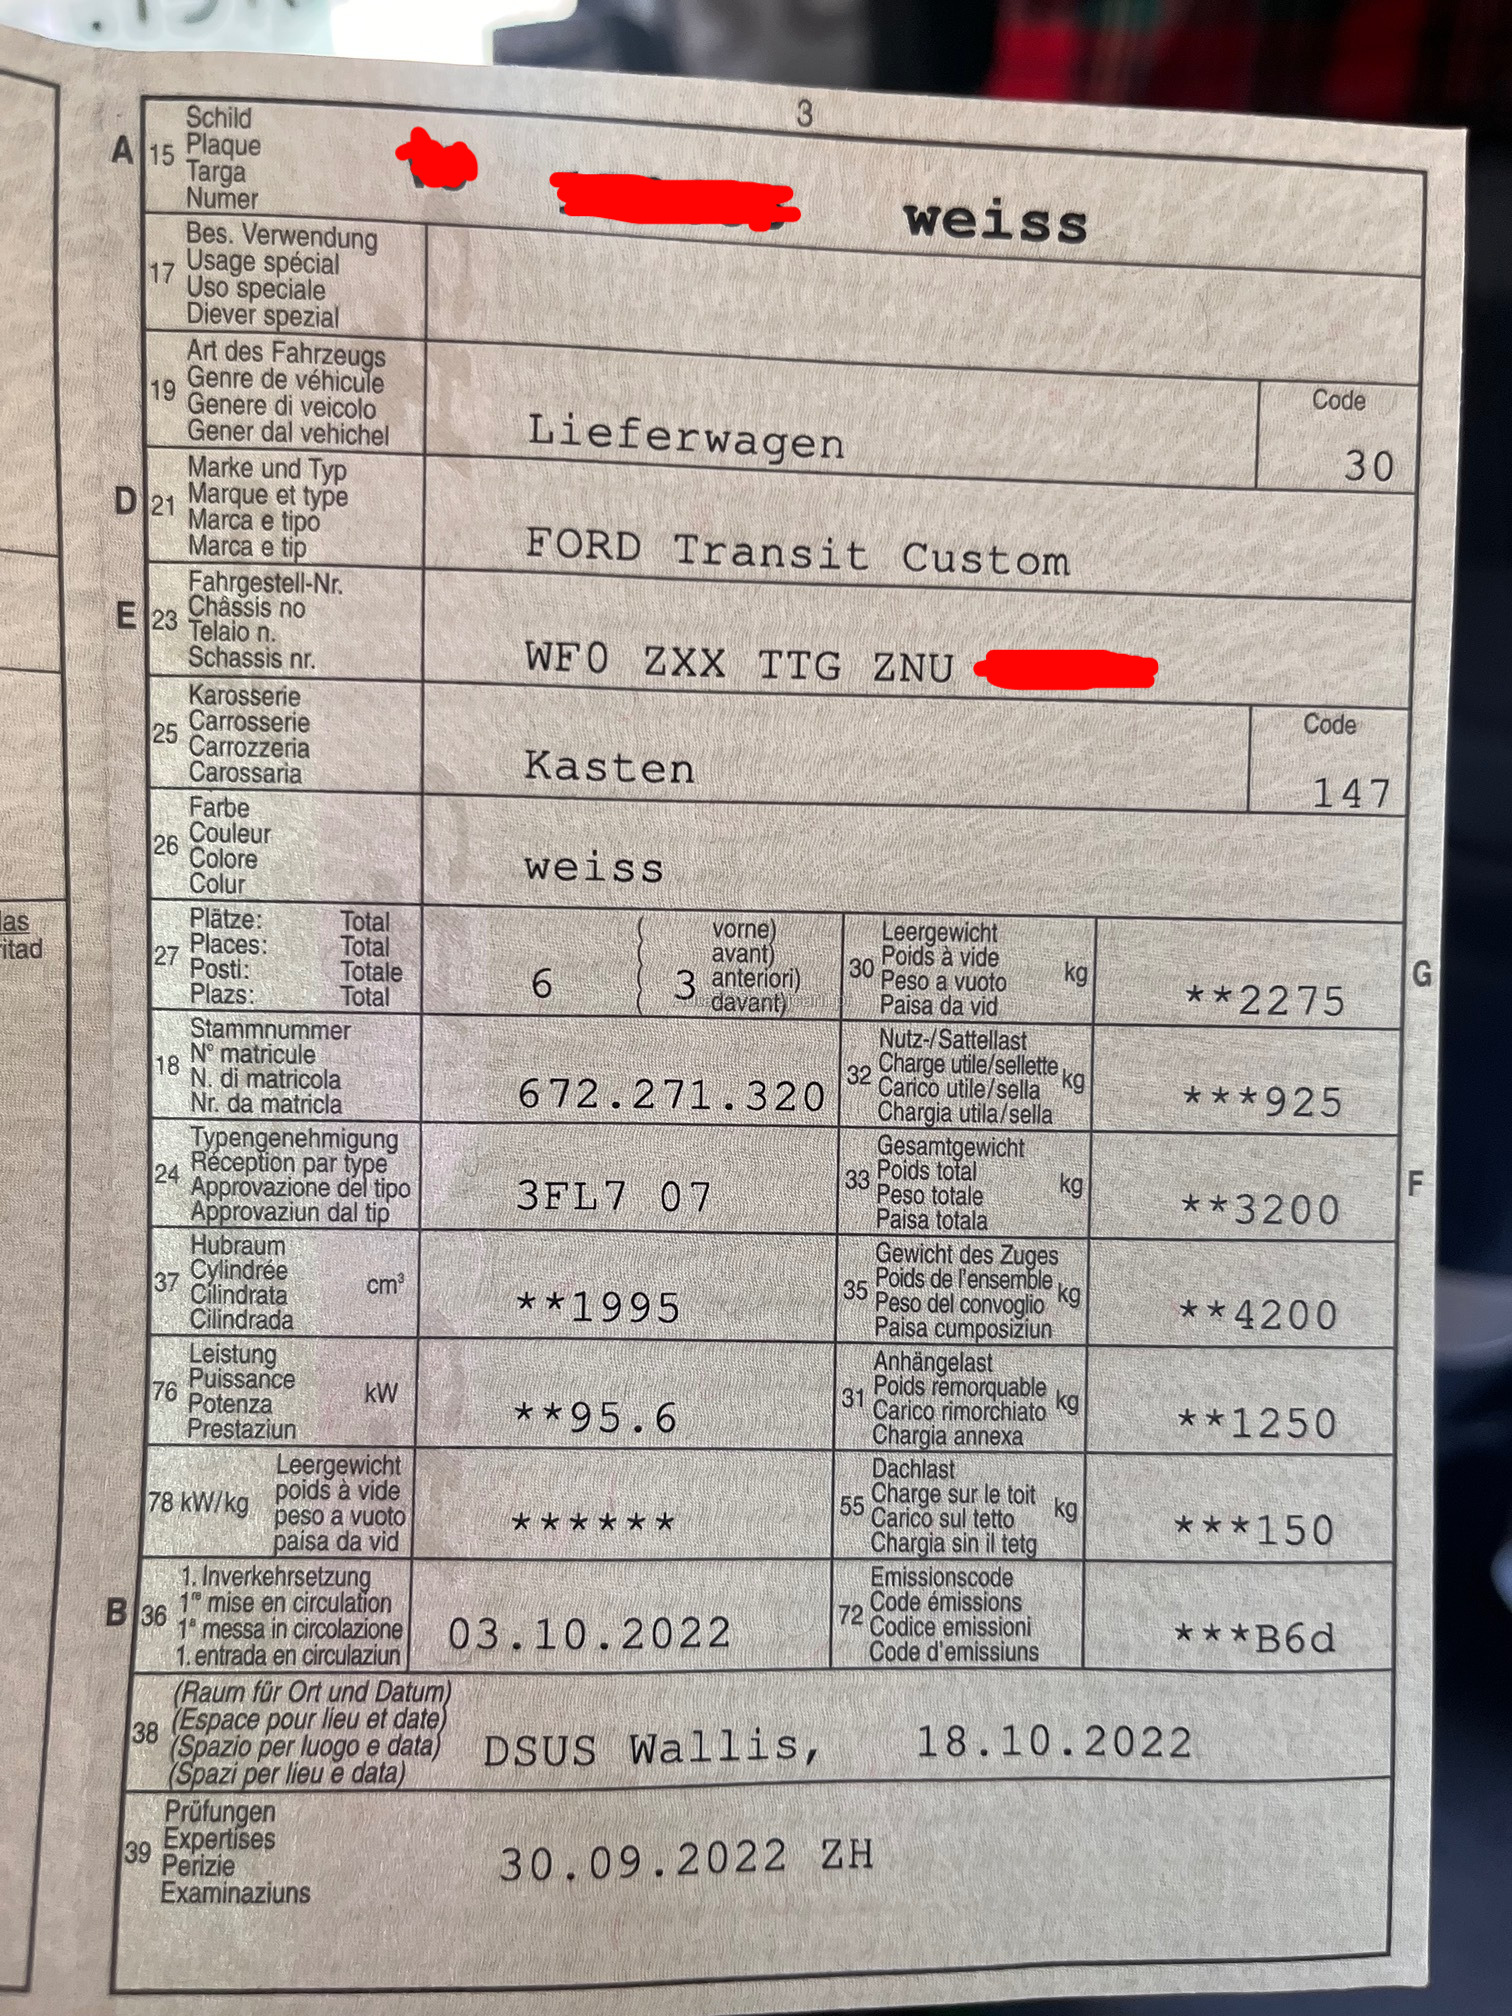 3
A 15 Schild
Plaque
Targa
Numer
weiss
17 Bes. Verwendung
Usage spécial
Uso speciale
Diever spezial
19 Art des Fahrzeugs
Genre de véhicule
Genere di veicolo
Gener dal vehichel
Lieferwagen
Code
30
D 21 Marke und Typ
Marque et type
Marca e tipo
Marca e tip
FORD Transit Custom
E 23 Fahrgestell-Nr.
Châssis no
Telaio n.
Schassis nr.
WF0 ZXX TTG ZNU
25 Karosserie
Carrosserie
Carrozzeria
Carossaria
Kasten
Code
147
26 Farbe
Couleur
Colore
Colur
weiss
27 Plätze: Total
Places: Total
Posti: Totale
Plazs: Total
6
3
vorne)
avant)
anteriori)
davant)
30 Leergewicht
Poids à vide
Peso a vuoto
Paisa da vid
kg
**2275
G
18 Stammnummer
N° matricule
N. di matricola
Nr. da matricla
672.271.320
32 Nutz-/Sattellast
Charge utile/sellette
Carico utile/sella
Chargia utila/sella
kg
***925
24 Typengenehmigung
Réception par type
Approvazione del tipo
Approvaziun dal tip
3FL7 07
33 Gesamtgewicht
Poids total
Peso totale
Paisa totala
kg
**3200
F
37 Hubraum
Cylindrée
Cilindrata
Cilindrada
cm³
**1995
35 Gewicht des Zuges
Poids de l'ensemble
Peso del convoglio
Paisa cumposiziun
kg
**4200
76 Leistung
Puissance
Potenza
Prestaziun
kW
**95.6
31 Anhängelast
Poids remorquable
Carico rimorchiato
Chargia annexa
kg
**1250
78 kW/kg
Leergewicht
poids à vide
peso a vuoto
paisa da vid
******
55 Dachlast
Charge sur le toit
Carico sul tetto
Chargia sin il tetg
kg
***150
B 36 1. Inverkehrsetzung
1re mise en circulation
1a messa in circolazione
1. entrada en circulaziun
03.10.2022
72 Emissionscode
Code émissions
Codice emissioni
Code d'emissiuns
***B6d
38 (Raum für Ort und Datum)
(Espace pour lieu et date)
(Spazio per luogo e data)
(Spazi per lieu e data)
DSUS Wallis, 18.10.2022
39 Prüfungen
Expertises
Perizie
Examinaziuns
30.09.2022 ZH